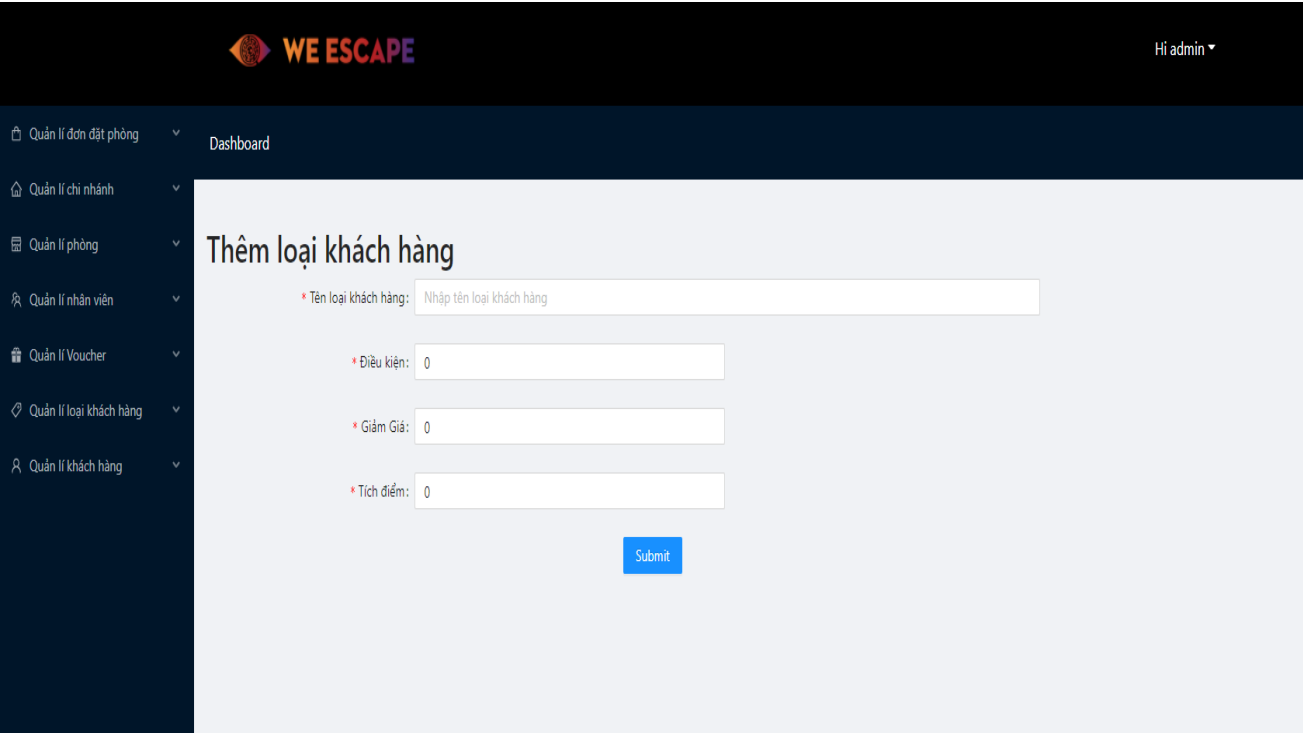 WE ESCAPE
Hi admin
Quản lí đơn đặt phòng
Quản lí chi nhánh
Quản lí phòng
Quản lí nhân viên
Quản lí Voucher
Quản lí loại khách hàng
Quản lí khách hàng
Dashboard
Thêm loại khách hàng
* Tên loại khách hàng: Nhập tên loại khách hàng
* Điều kiện: 0
* Giảm Giá: 0
* Tích điểm: 0
Submit